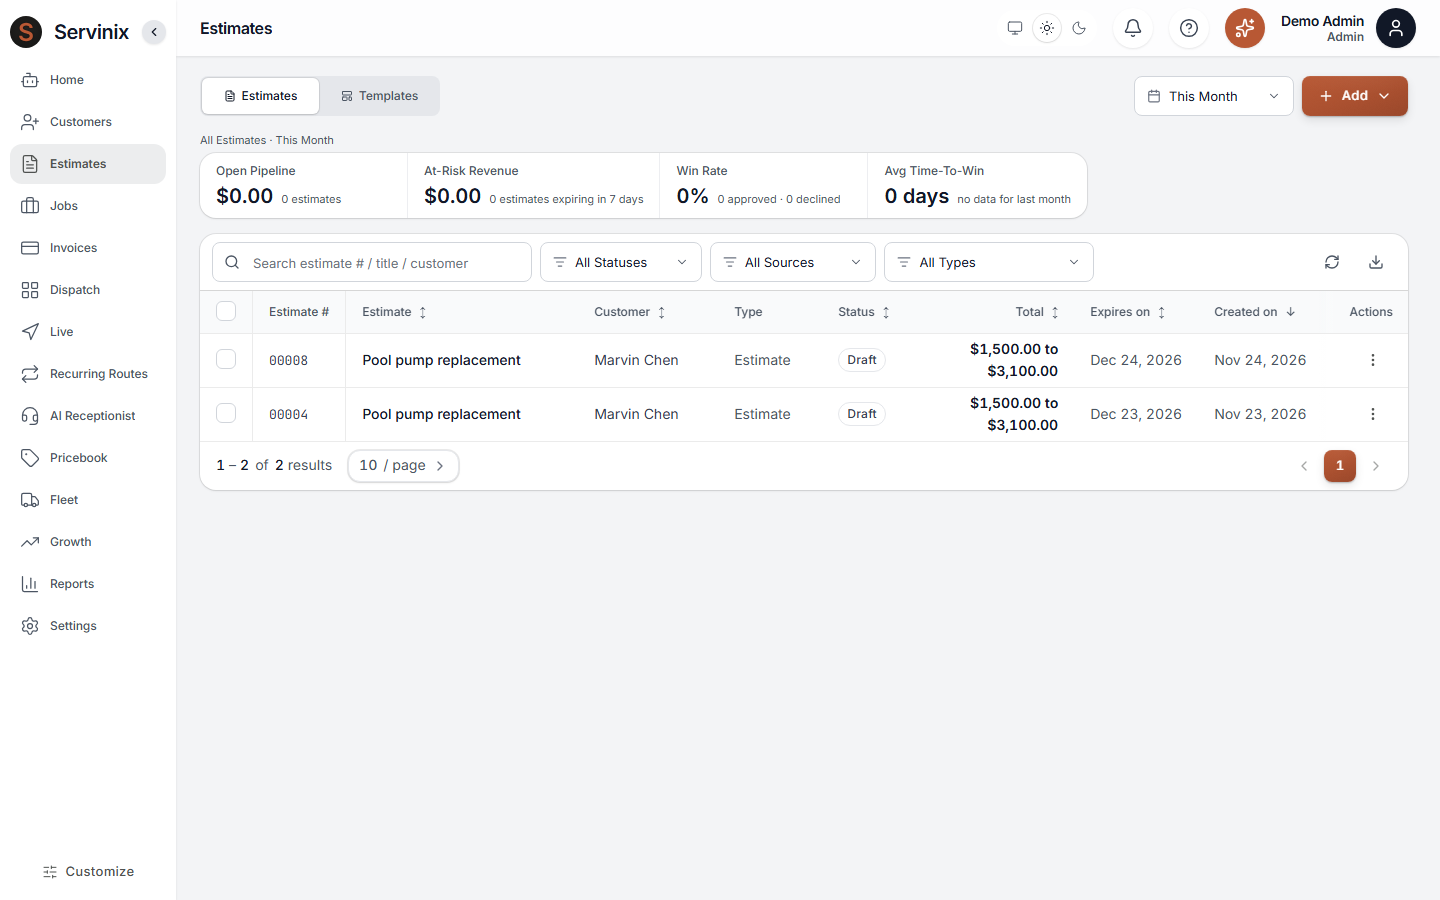 Servinix
Home
Customers
Estimates
Jobs
Invoices
Dispatch
Live
Recurring Routes
AI Receptionist
Pricebook
Fleet
Growth
Reports
Settings
Customize
Estimates
Demo Admin
Admin
Estimates
Templates
This Month
Add
All Estimates · This Month
Open Pipeline
$0.00 0 estimates
At-Risk Revenue
$0.00 0 estimates expiring in 7 days
Win Rate
0% 0 approved · 0 declined
Avg Time-To-Win
0 days no data for last month
Search estimate # / title / customer
All Statuses
All Sources
All Types
Estimate # Estimate Customer Type Status Total Expires on Created on Actions
00008 Pool pump replacement Marvin Chen Estimate Draft $1,500.00 to $3,100.00 Dec 24, 2026 Nov 24, 2026
00004 Pool pump replacement Marvin Chen Estimate Draft $1,500.00 to $3,100.00 Dec 23, 2026 Nov 23, 2026
1 – 2 of 2 results
10 / page
1